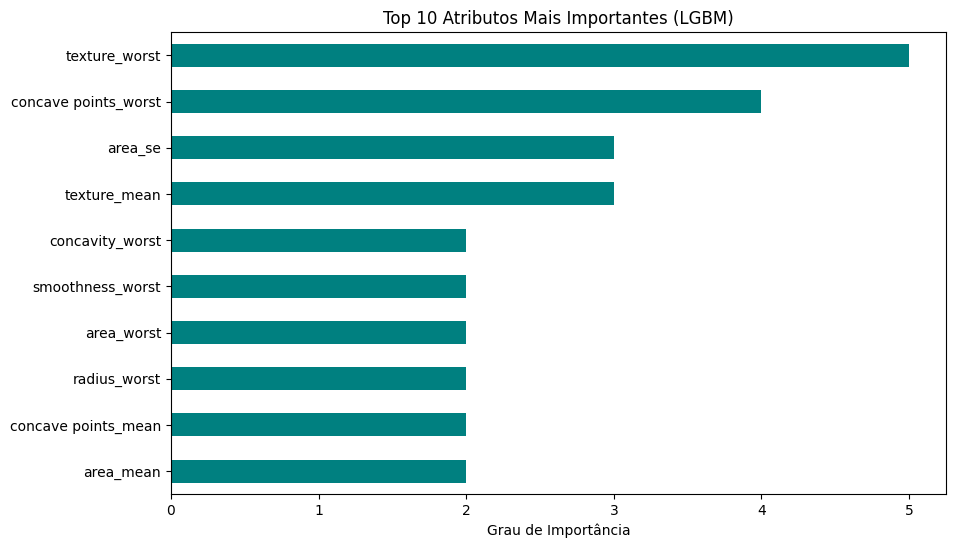 Top 10 Atributos Mais Importantes (LGBM)
texture_worst
concave points_worst
area_se
texture_mean
concavity_worst
smoothness_worst
area_worst
radius_worst
concave points_mean
area_mean
0 1 2 3 4 5
Grau de Importância